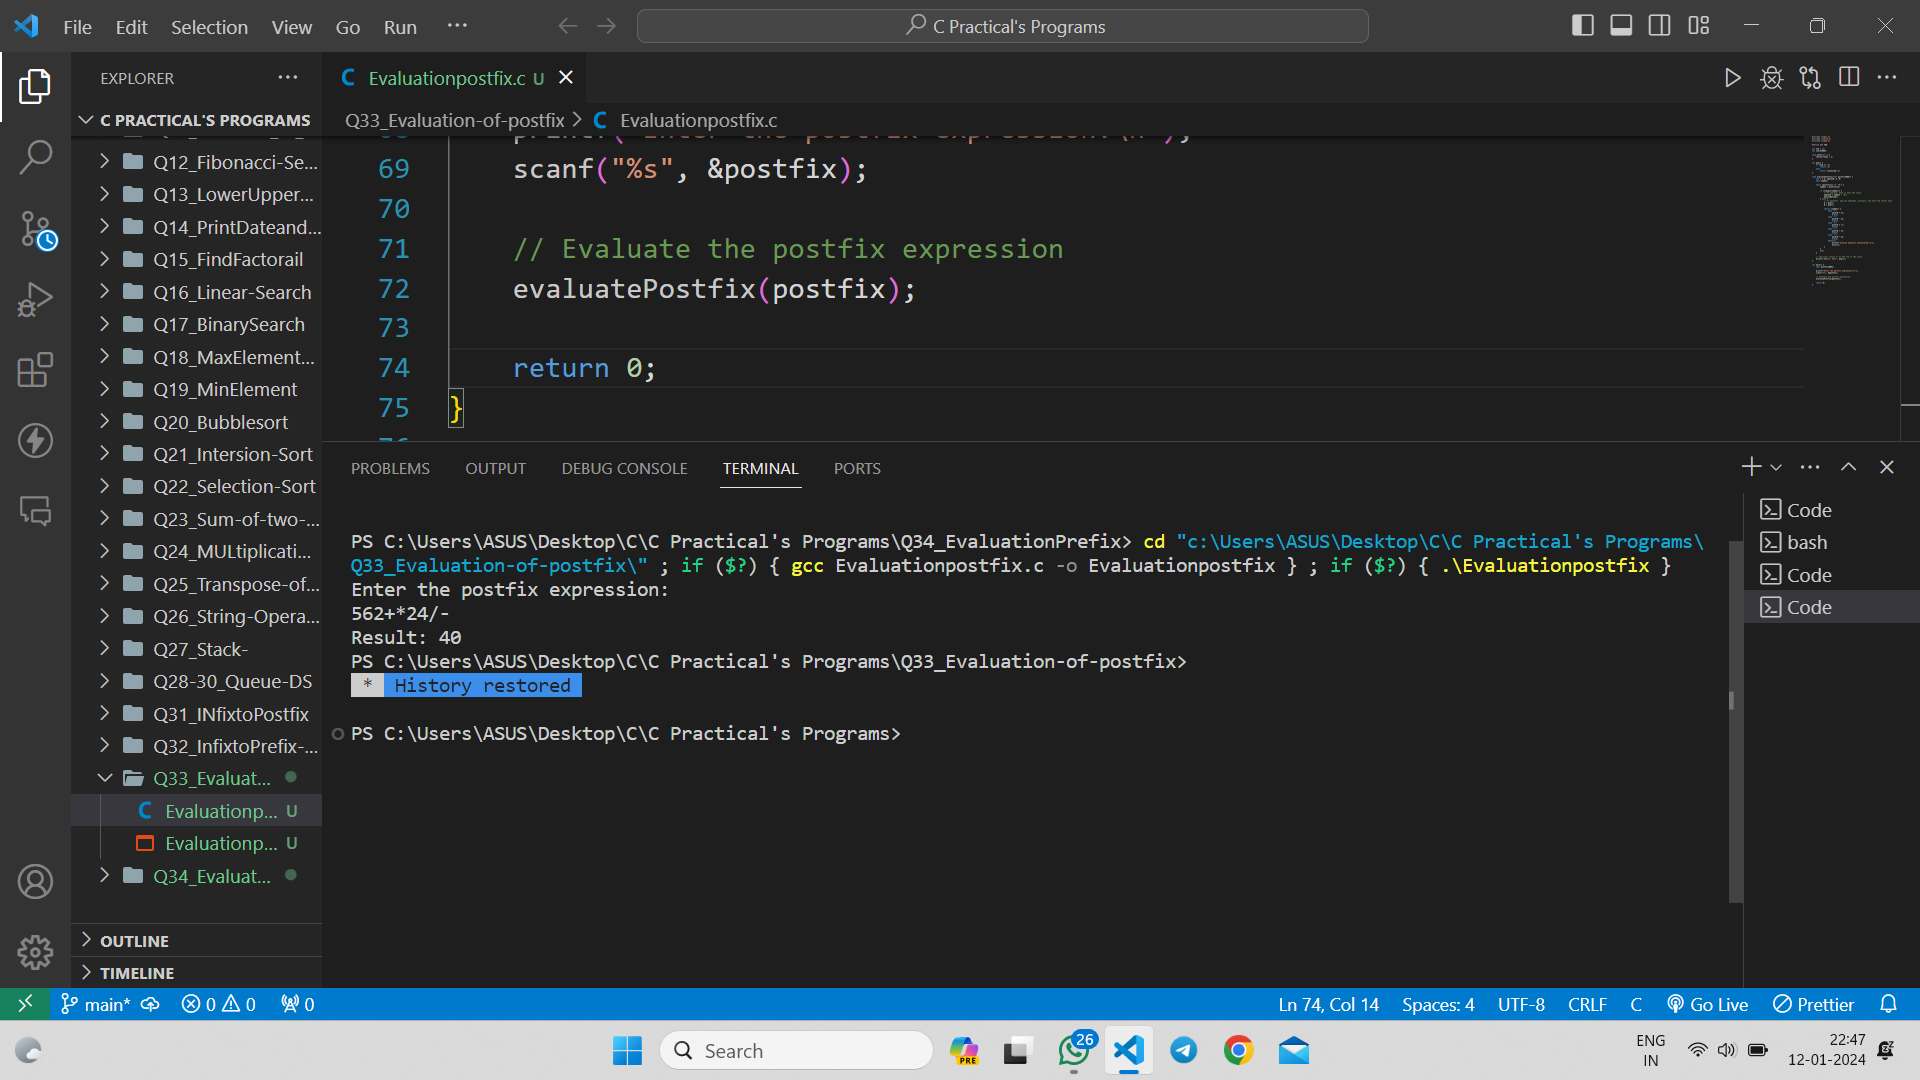 File Edit Selection View Go Run ···
C Practical's Programs
EXPLORER ···
C PRACTICAL'S PROGRAMS
Q12_Fibonacci-Se...
Q13_LowerUpper...
Q14_PrintDateand...
Q15_FindFactorail
Q16_Linear-Search
Q17_BinarySearch
Q18_MaxElement...
Q19_MinElement
Q20_Bubblesort
Q21_Intersion-Sort
Q22_Selection-Sort
Q23_Sum-of-two-...
Q24_MULtiplicati...
Q25_Transpose-of...
Q26_String-Opera...
Q27_Stack-
Q28-30_Queue-DS
Q31_INfixtoPostfix
Q32_InfixtoPrefix-...
Q33_Evaluat...
C Evaluationp... U
Evaluationp... U
Q34_Evaluat...
OUTLINE
TIMELINE
C Evaluationpostfix.c U
Q33_Evaluation-of-postfix > C Evaluationpostfix.c
69 scanf("%s", &postfix);
70
71 // Evaluate the postfix expression
72 evaluatePostfix(postfix);
73
74 return 0;
75 }
PROBLEMS OUTPUT DEBUG CONSOLE TERMINAL PORTS
PS C:\Users\ASUS\Desktop\C\C Practical's Programs\Q34_EvaluationPrefix> cd "c:\Users\ASUS\Desktop\C\C Practical's Programs\
Q33_Evaluation-of-postfix\" ; if ($?) { gcc Evaluationpostfix.c -o Evaluationpostfix } ; if ($?) { .\Evaluationpostfix }
Enter the postfix expression:
562+*24/-
Result: 40
PS C:\Users\ASUS\Desktop\C\C Practical's Programs\Q33_Evaluation-of-postfix>
* History restored
PS C:\Users\ASUS\Desktop\C\C Practical's Programs>
Code
bash
Code
Code
main* 0 0 0
Ln 74, Col 14 Spaces: 4 UTF-8 CRLF C Go Live Prettier
Search
PRE
26
ENG
IN
22:47
12-01-2024